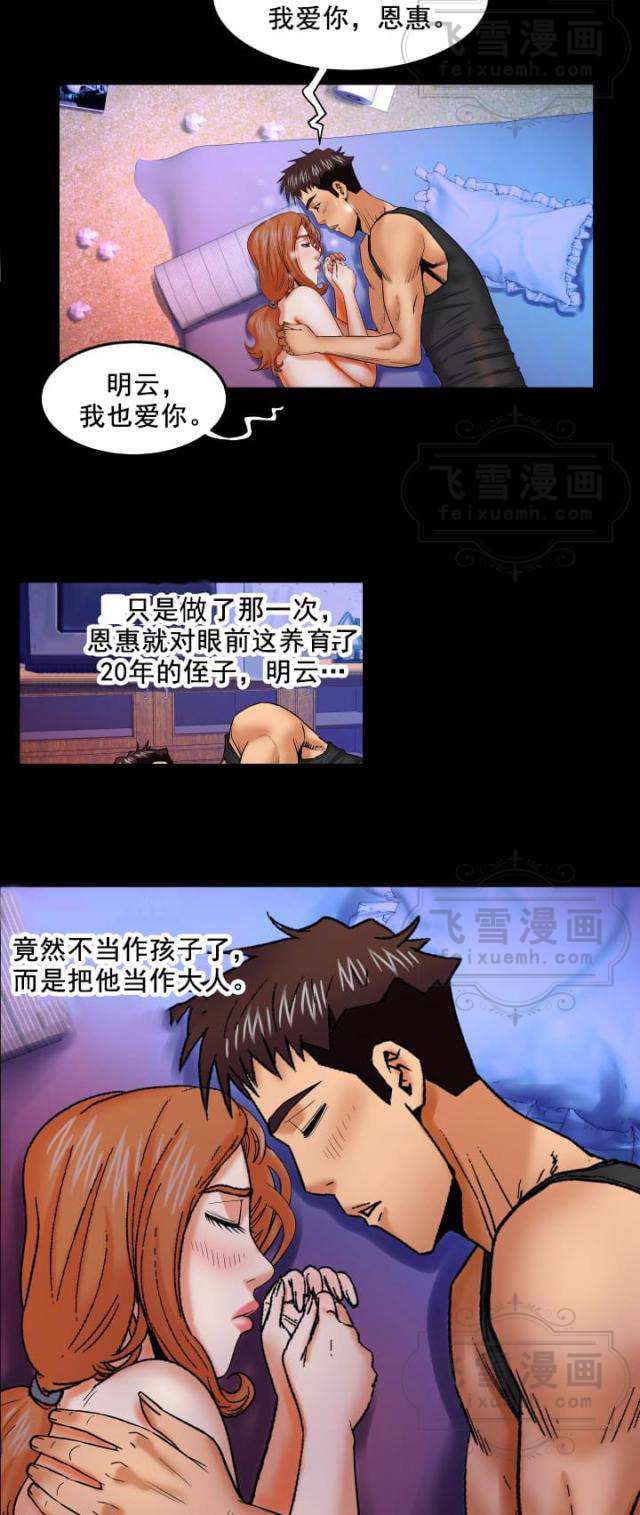 我爱你，恩惠。
飞雪漫画
feixuemh.com
明云，
我也爱你。
飞雪漫画
feixuemh.com
只是做了那一次，
恩惠就对眼前这养育了
20年的侄子，明云…
飞雪漫画
feixuemh.com
竟然不当作孩子了，
而是把他当作大人。
飞雪漫画
feixuemh.com